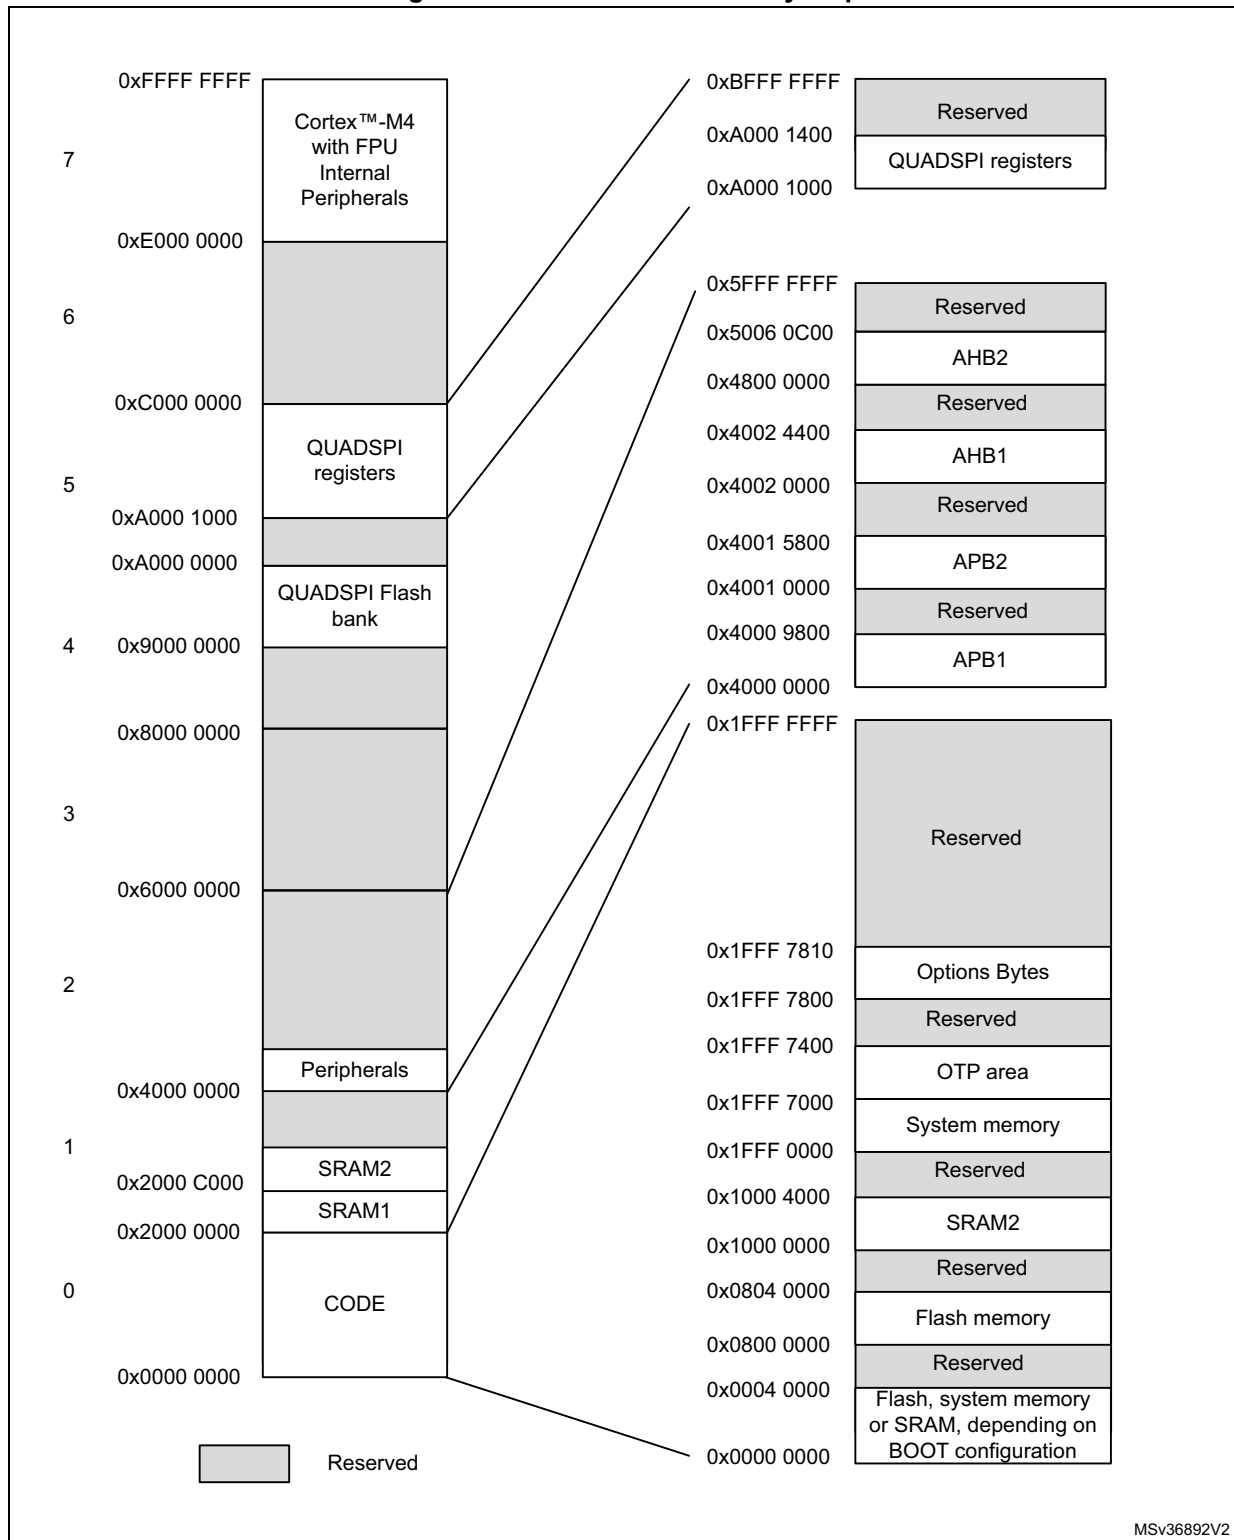 0xFFFF FFFF
Cortex™-M4
with FPU
Internal
Peripherals
7
0xE000 0000
6
0xC000 0000
QUADSPI
registers
5
0xA000 1000
0xA000 0000
QUADSPI Flash
bank
4
0x9000 0000
0x8000 0000
3
0x6000 0000
2
Peripherals
0x4000 0000
1
SRAM2
0x2000 C000
SRAM1
0x2000 0000
0
CODE
0x0000 0000
Reserved
0xBFFF FFFF
Reserved
0xA000 1400
QUADSPI registers
0xA000 1000
0x5FFF FFFF
Reserved
0x5006 0C00
AHB2
0x4800 0000
Reserved
0x4002 4400
AHB1
0x4002 0000
Reserved
0x4001 5800
APB2
0x4001 0000
Reserved
0x4000 9800
APB1
0x4000 0000
0x1FFF FFFF
Reserved
0x1FFF 7810
Options Bytes
0x1FFF 7800
Reserved
0x1FFF 7400
OTP area
0x1FFF 7000
System memory
0x1FFF 0000
Reserved
0x1000 4000
SRAM2
0x1000 0000
Reserved
0x0804 0000
Flash memory
0x0800 0000
Reserved
0x0004 0000
Flash, system memory
or SRAM, depending on
BOOT configuration
0x0000 0000
MSv36892V2